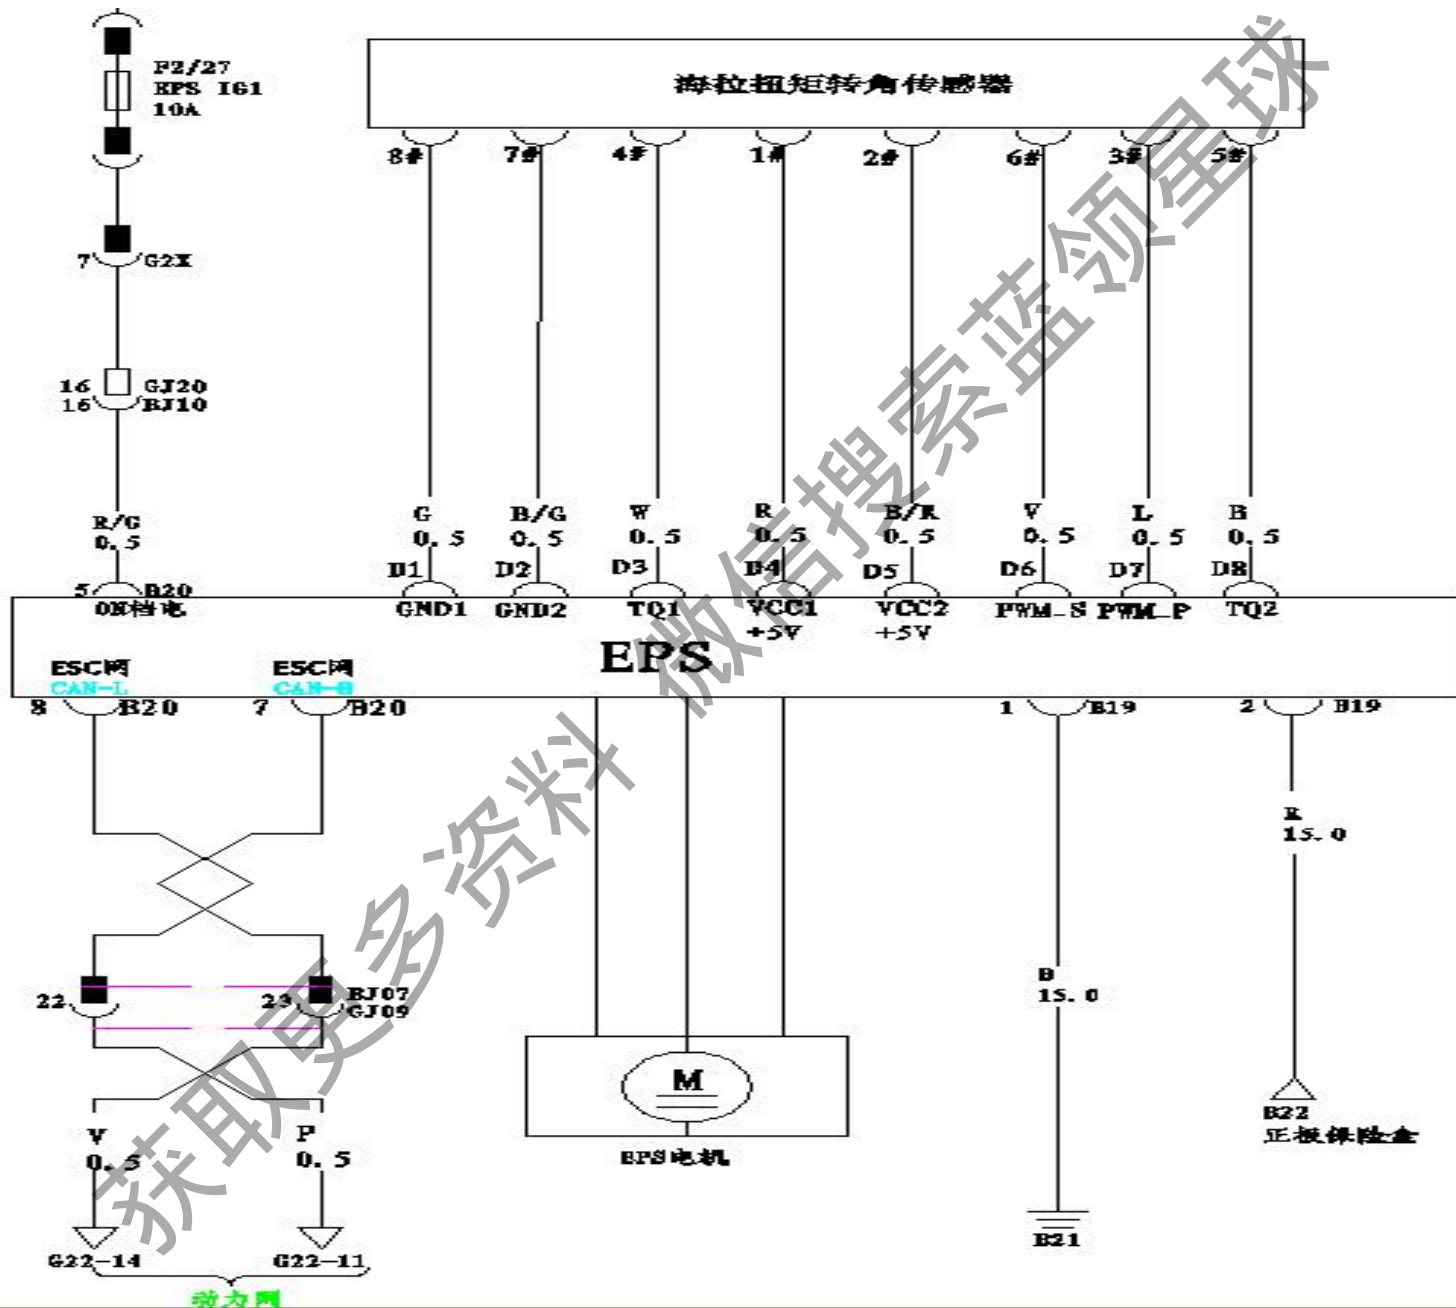 F2/27
EPS IG1
10A
海拉扭矩转角传感器
8# 7# 4# 1# 2# 6# 3# 5#
7 G2X
16 GJ20
16 BJ10
R/G
0.5
G
0.5
B/G
0.5
W
0.5
R
0.5
B/R
0.5
V
0.5
L
0.5
B
0.5
5 B20
D1 D2 D3 D4 D5 D6 D7 D8
ON档电
GND1 GND2 TQ1 VCC1 VCC2 PWM_S PWM_P TQ2
+5V +5V
EPS
ESC网
CAN-L
ESC网
CAN-H
8 B20 7 B20 1 B19 2 B19
R
15.0
B
15.0
22 23 BJ07
GJ09
M
EPS电机
V
0.5
P
0.5
B22
正极保险盒
B21
G22-14 G22-11
动力网
获取更多资料 微信搜索蓝领星球